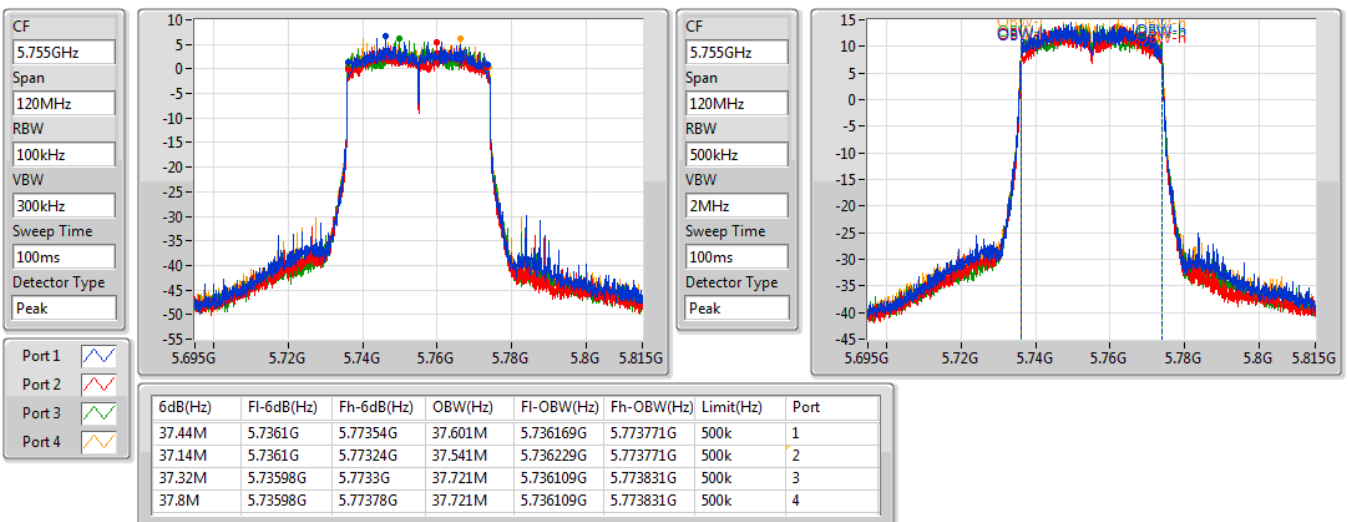 CF
5.755GHz
Span
120MHz
RBW
100kHz
VBW
300kHz
Sweep Time
100ms
Detector Type
Peak
10
5
0
-5
-10
-15
-20
-25
-30
-35
-40
-45
-50
-55
5.695G 5.72G 5.74G 5.76G 5.78G 5.8G 5.815G
Port 1
Port 2
Port 3
Port 4
CF
5.755GHz
Span
120MHz
RBW
500kHz
VBW
2MHz
Sweep Time
100ms
Detector Type
Peak
15
10
5
0
-5
-10
-15
-20
-25
-30
-35
-40
-45
OBW-l OBW-h
5.695G 5.72G 5.74G 5.76G 5.78G 5.8G 5.815G
6dB(Hz) Fl-6dB(Hz) Fh-6dB(Hz) OBW(Hz) Fl-OBW(Hz) Fh-OBW(Hz) Limit(Hz) Port
37.44M 5.7361G 5.77354G 37.601M 5.736169G 5.773771G 500k 1
37.14M 5.7361G 5.77324G 37.541M 5.736229G 5.773771G 500k 2
37.32M 5.73598G 5.7733G 37.721M 5.736109G 5.773831G 500k 3
37.8M 5.73598G 5.77378G 37.721M 5.736109G 5.773831G 500k 4